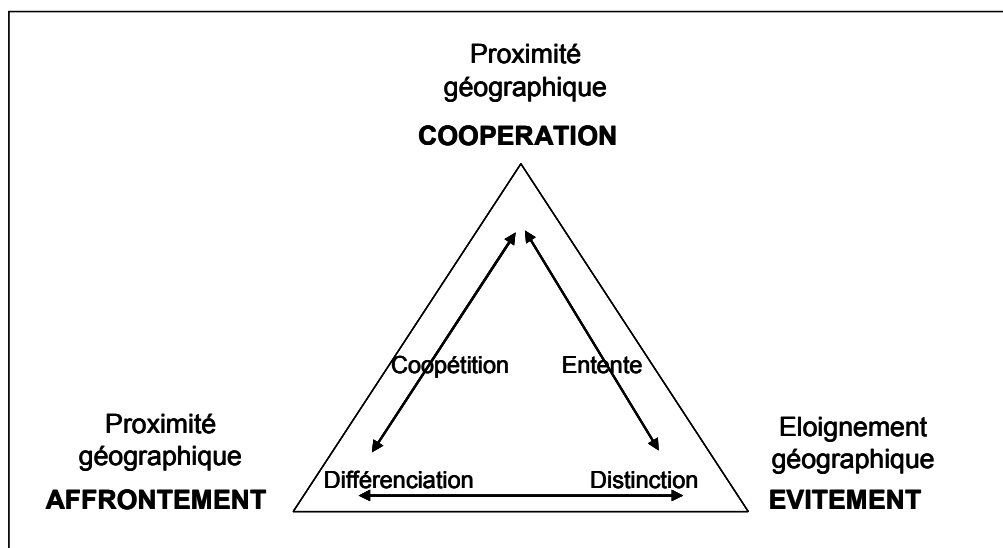 Proximité
géographique
COOPERATION
Coopétition
Entente
Proximité
géographique
AFFRONTEMENT
Différenciation
Distinction
Eloignement
géographique
EVITEMENT